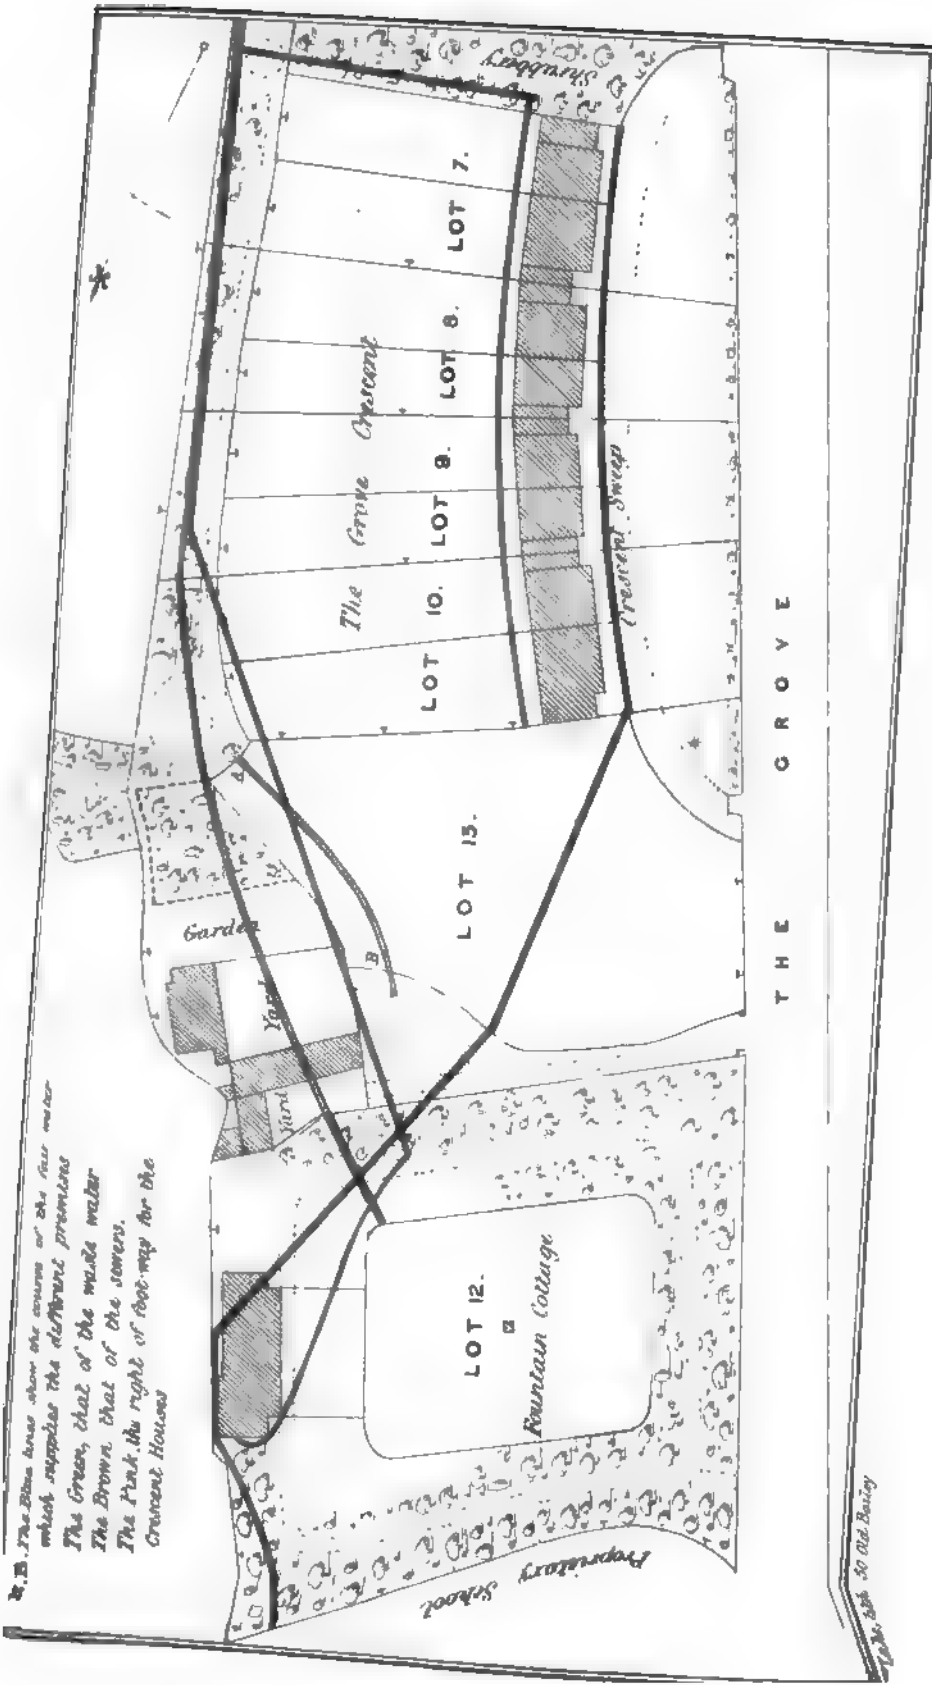 N.B. The Blue lines show the course of the fair water
which supplies the different premises
The Green, that of the waste water
The Brown that of the sewers.
The Pink the right of foot-way for the
Crescent Houses
Shrubbery
LOT 7.
LOT 8.
LOT 9.
LOT 10.
LOT
The Grove Crescent
Crescent Sweep
THE GROVE
A
B
LOT 13.
Garden
Yard
Yard
LOT 12.
Fountain Cottage
Proprietary School
50 Old Bailey